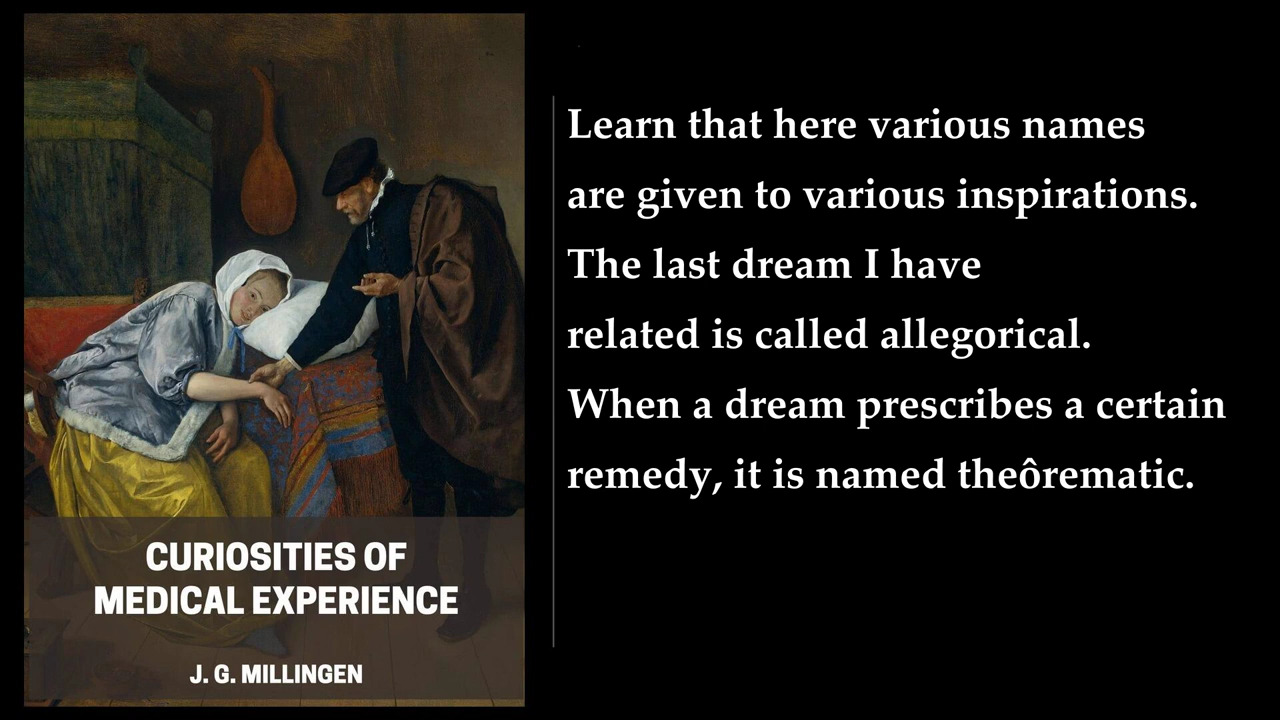 CURIOSITIES OF
MEDICAL EXPERIENCE
J. G. MILLINGEN
Learn that here various names
are given to various inspirations.
The last dream I have
related is called allegorical.
When a dream prescribes a certain
remedy, it is named theôrematic.